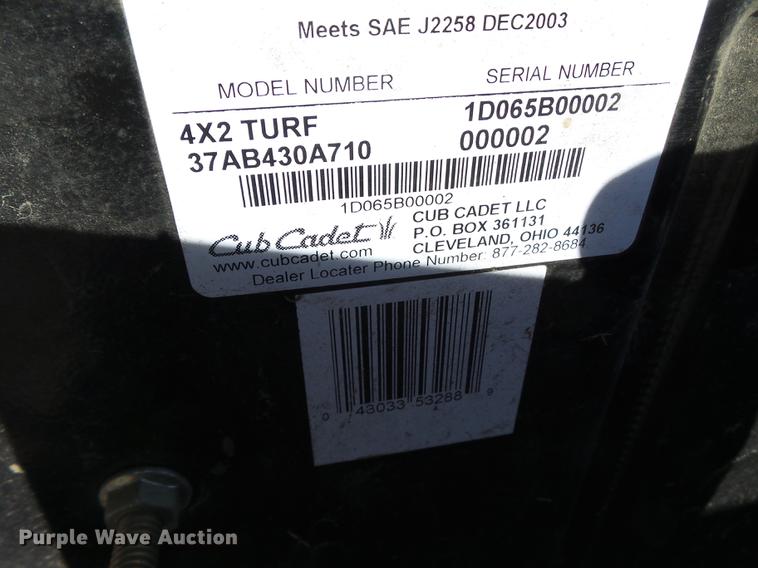 Meets SAE J2258 DEC2003
MODEL NUMBER SERIAL NUMBER
4X2 TURF 1D065B00002
37AB430A710 000002
1D065B00002
Cub Cadet CUB CADET LLC
www.cubcadet.com P.O. BOX 361131
CLEVELAND, OHIO 44136
Dealer Locater Phone Number: 877-282-8684
0 43033 53288 9
Purple Wave Auction